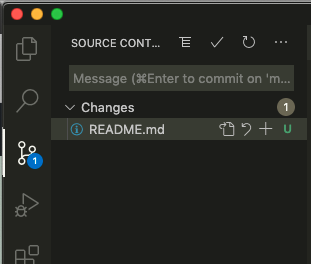 SOURCE CONT...
Message (⌘Enter to commit on 'm...
Changes
1
README.md
U
1